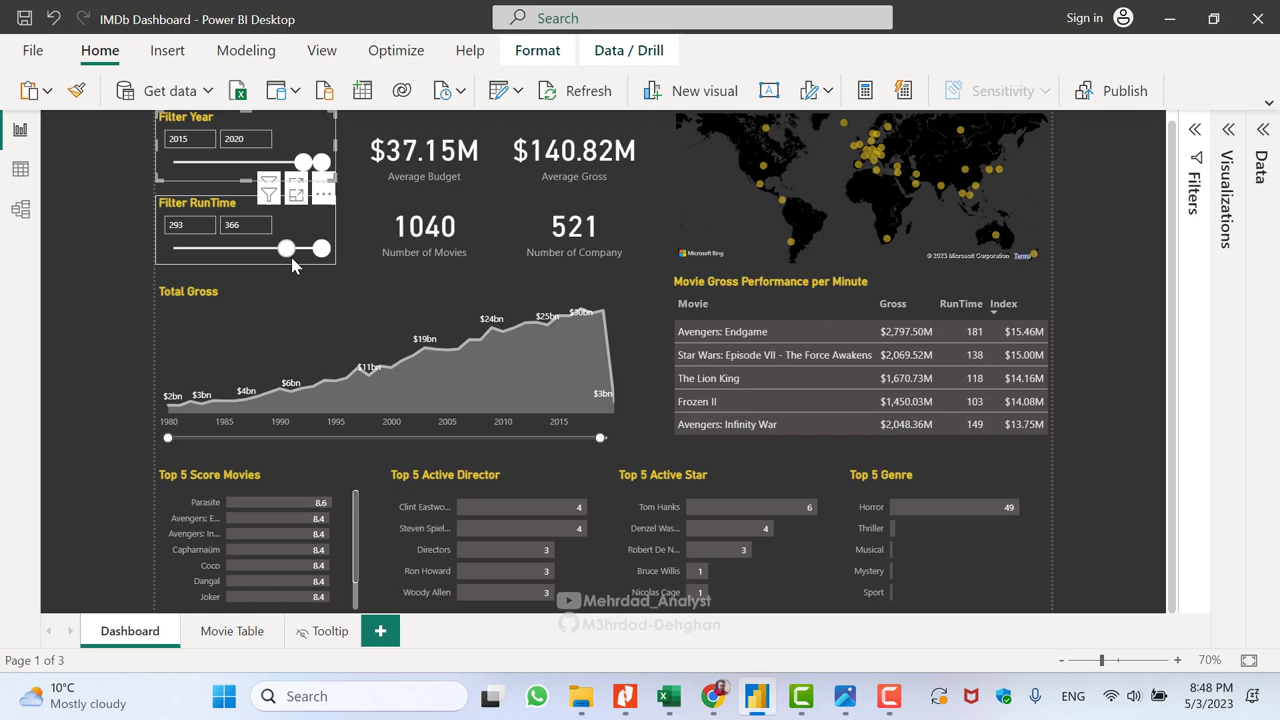 IMDb Dashboard - Power BI Desktop
Search
Sign in
File
Home
Insert
Modeling
View
Optimize
Help
Format
Data / Drill
Get data
Refresh
New visual
Sensitivity
Publish
Filter Year
2015
2020
Filter RunTime
293
366
$37.15M
Average Budget
$140.82M
Average Gross
1040
Number of Movies
521
Number of Company
Microsoft Bing
© 2023 Microsoft Corporation Terms
Total Gross
$2bn
$3bn
$4bn
$6bn
$11bn
$19bn
$24bn
$25bn
$30bn
$3bn
1980
1985
1990
1995
2000
2005
2010
2015
Movie Gross Performance per Minute
Movie Gross RunTime Index
Avengers: Endgame $2,797.50M 181 $15.46M
Star Wars: Episode VII - The Force Awakens $2,069.52M 138 $15.00M
The Lion King $1,670.73M 118 $14.16M
Frozen II $1,450.03M 103 $14.08M
Avengers: Infinity War $2,048.36M 149 $13.75M
Top 5 Score Movies
Parasite 8.6
Avengers: E... 8.4
Avengers: In... 8.4
Capharnaüm 8.4
Coco 8.4
Dangal 8.4
Joker 8.4
Top 5 Active Director
Clint Eastwo... 4
Steven Spiel... 4
Directors 3
Ron Howard 3
Woody Allen 3
Top 5 Active Star
Tom Hanks 6
Denzel Was... 4
Robert De N... 3
Bruce Willis 1
Nicolas Cage 1
Top 5 Genre
Horror 49
Thriller
Musical
Mystery
Sport
Mehrdad_Analyst
M3hrdad-Dehghan
Filters
Visualizations
Data
Dashboard
Movie Table
Tooltip
Page 1 of 3
70%
10°C
Mostly cloudy
Search
ENG
8:48 PM
5/3/2023